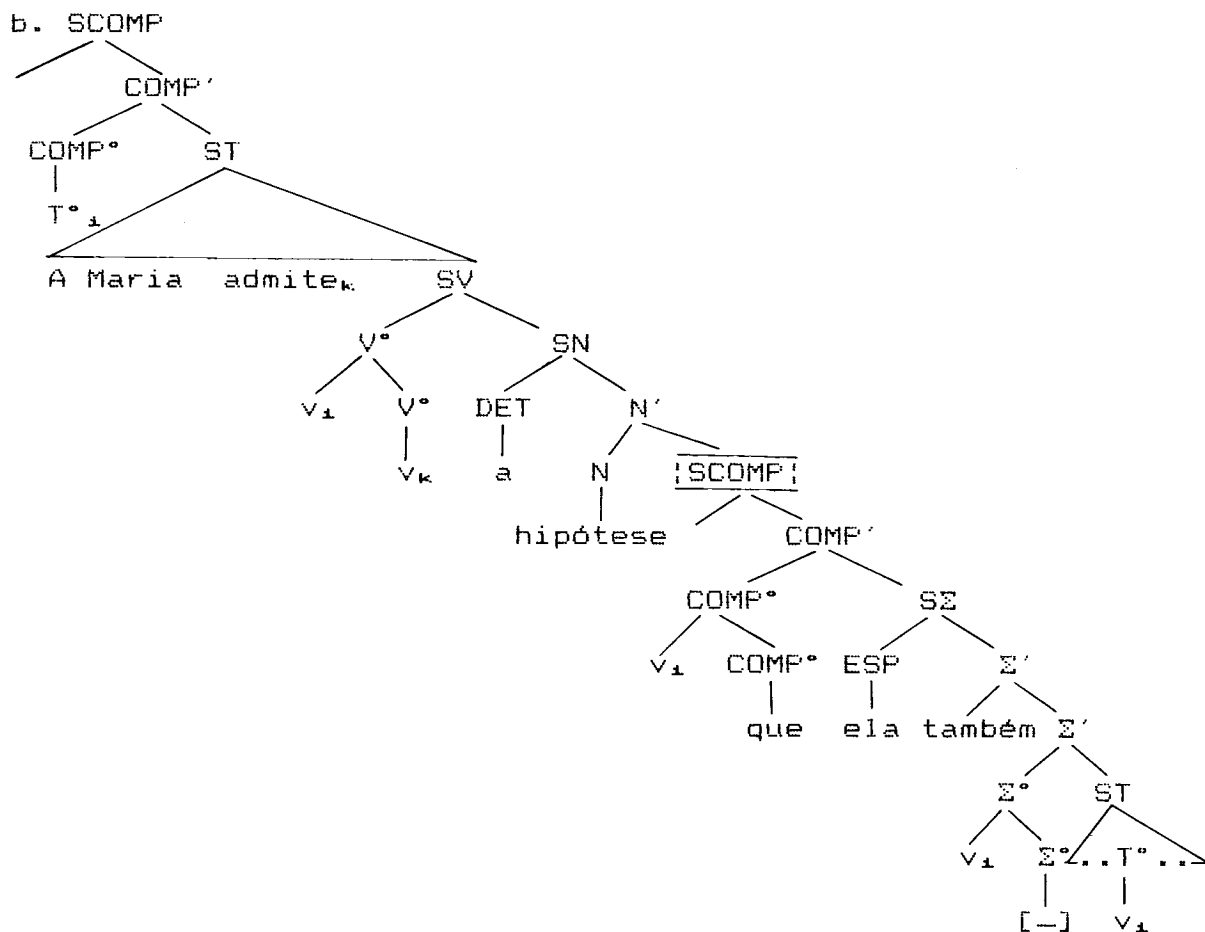 b. SCOMP
COMP′
COMP° ST
T°ᵢ
A Maria admiteₖ SV
V° SN
vᵢ V° DET N′
vₖ a N SCOMP
hipótese COMP′
COMP° SΣ
vᵢ COMP° ESP Σ′
que ela também Σ′
Σ° ST
vᵢ Σ° ..T°..
[_] vᵢ